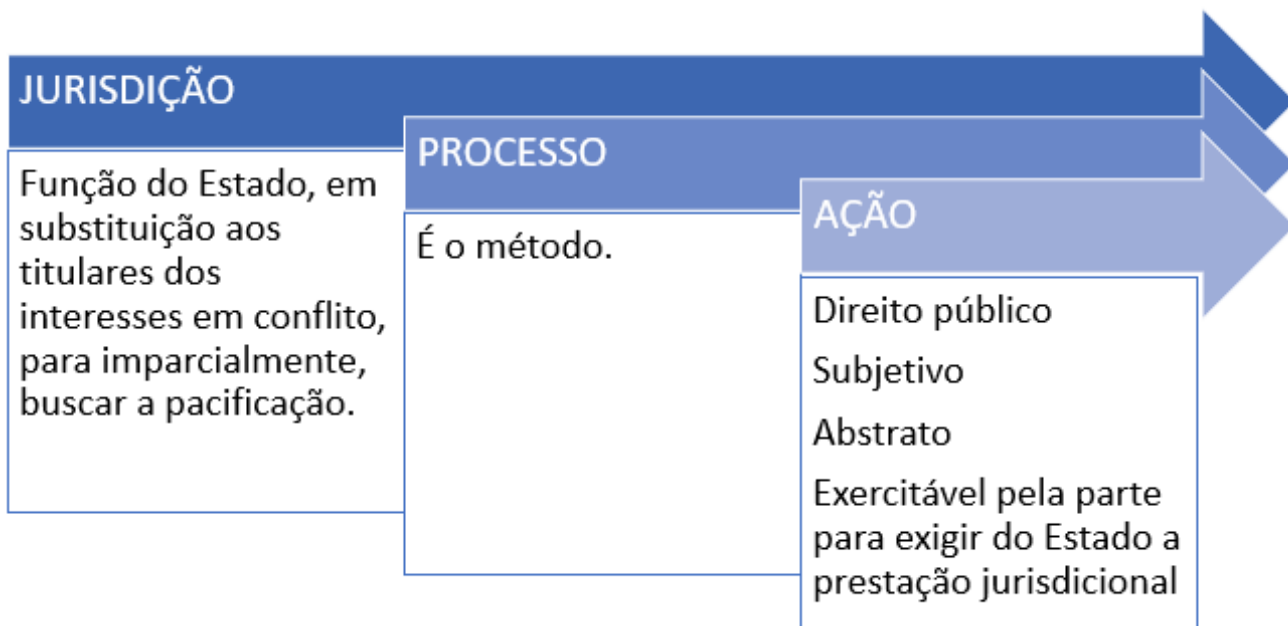 JURISDIÇÃO
Função do Estado, em
substituição aos
titulares dos
interesses em conflito,
para imparcialmente,
buscar a pacificação.
PROCESSO
É o método.
AÇÃO
Direito público
Subjetivo
Abstrato
Exercitável pela parte
para exigir do Estado a
prestação jurisdicional